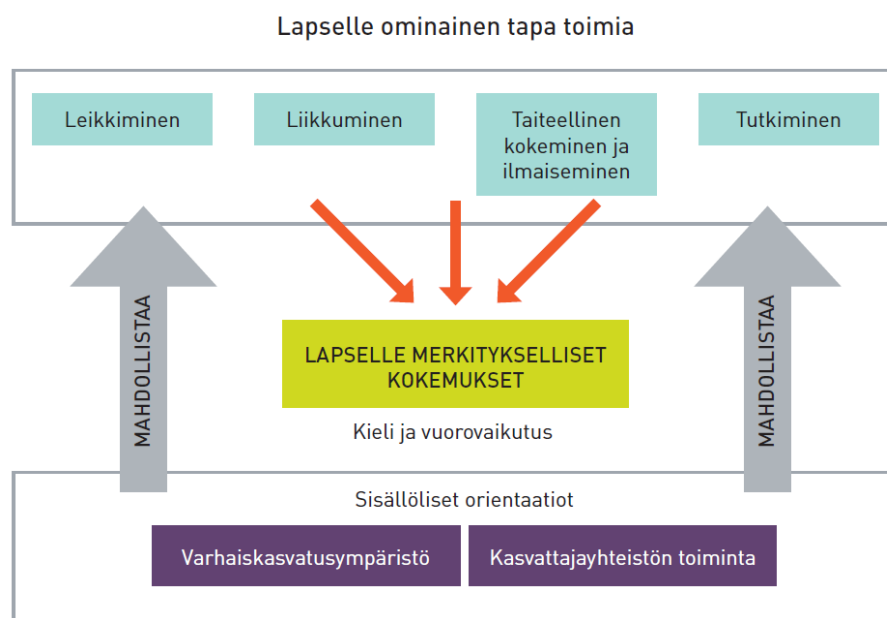 Lapselle ominainen tapa toimia
Leikkiminen
Liikkuminen
Taiteellinen
kokeminen ja
ilmaiseminen
Tutkiminen
MAHDOLLISTAA
LAPSELLE MERKITYKSELLISET
KOKEMUKSET
MAHDOLLISTAA
Kieli ja vuorovaikutus
Sisällöliset orientaatiot
Varhaiskasvatusympäristö
Kasvattajayhteistön toiminta